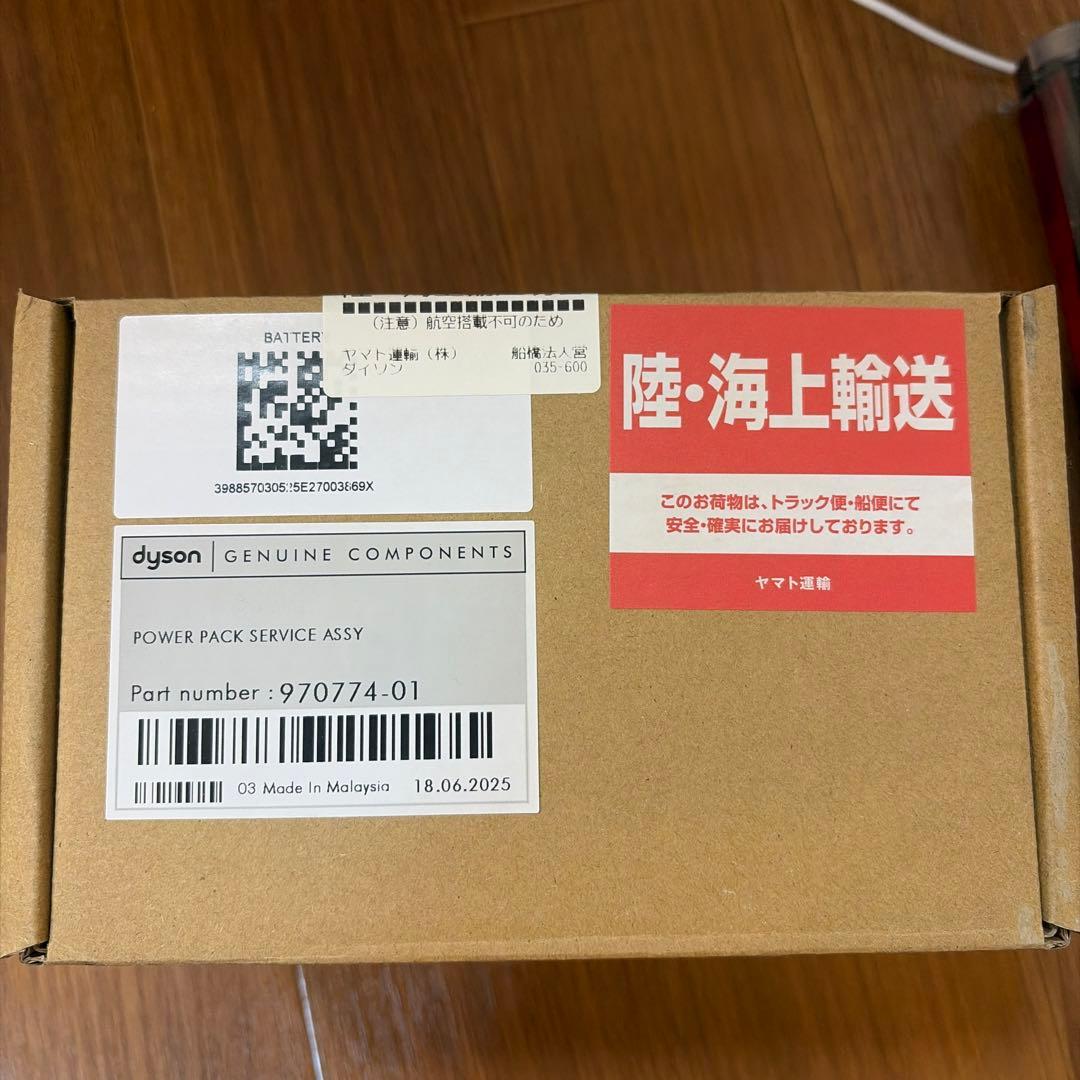 BATTERY
(注意) 航空搭載不可のため
ヤマト運輸 (株) 船橋法人営
ダイソン 035-600
398857030525E27003869X
dyson GENUINE COMPONENTS
POWER PACK SERVICE ASSY
Part number : 970774-01
03 Made In Malaysia 18.06.2025
陸・海上輸送
このお荷物は、トラック便・船便にて
安全・確実にお届けしております。
ヤマト運輸